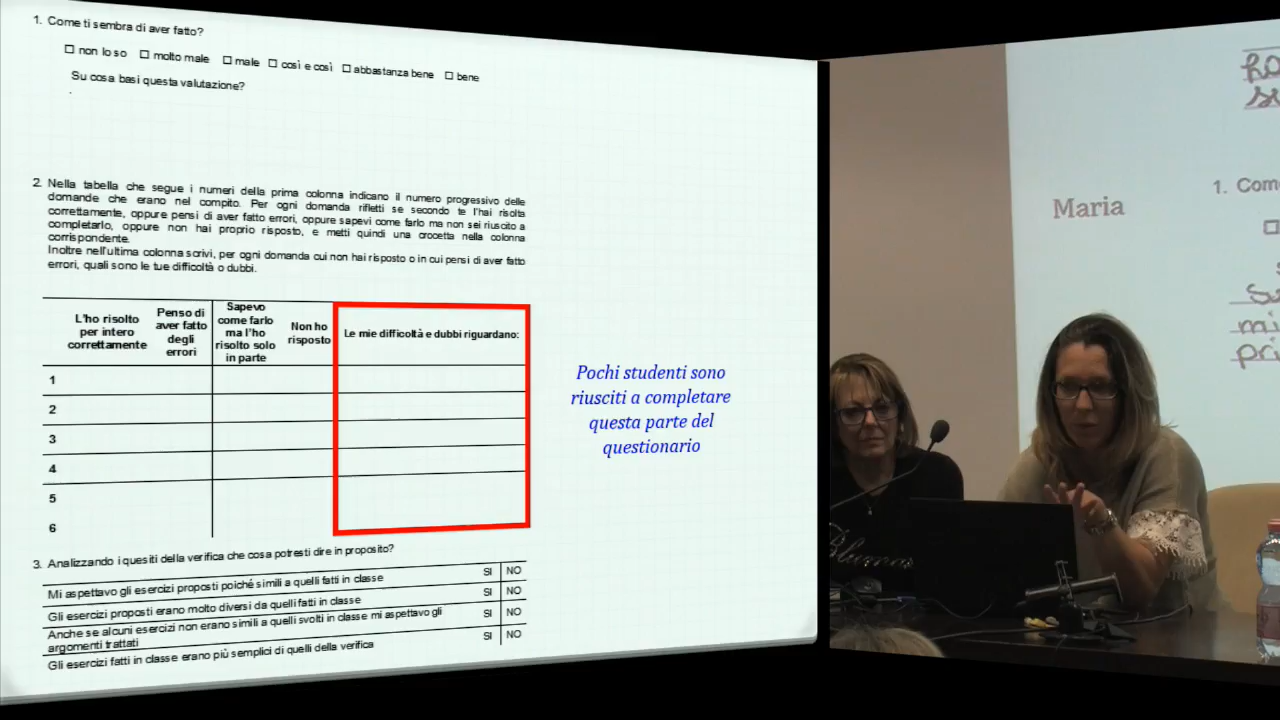 1. Come ti sembra di aver fatto?
☐ non lo so ☐ molto male ☐ male ☐ così e così ☐ abbastanza bene ☐ bene
Su cosa basi questa valutazione?
2. Nella tabella che segue i numeri della prima colonna indicano il numero progressivo delle
domande che erano nel compito. Per ogni domanda rifletti se secondo te l'hai risolta
correttamente, oppure pensi di aver fatto errori, oppure sapevi come farlo ma non sei riuscito a
completarlo, oppure non hai proprio risposto, e metti quindi una crocetta nella colonna
corrispondente.
Inoltre nell'ultima colonna scrivi, per ogni domanda cui non hai risposto o in cui pensi di aver fatto
errori, quali sono le tue difficoltà o dubbi.
L'ho risolto
per intero
correttamente
Penso di
aver fatto
degli
errori
Sapevo
come farlo
ma l'ho
risolto solo
in parte
Non ho
risposto
Le mie difficoltà e dubbi riguardano:
1
2
3
4
5
6
Pochi studenti sono
riusciti a completare
questa parte del
questionario
3. Analizzando i quesiti della verifica che cosa potresti dire in proposito?
Mi aspettavo gli esercizi proposti poiché simili a quelli fatti in classe SI NO
Gli esercizi proposti erano molto diversi da quelli fatti in classe SI NO
Anche se alcuni esercizi non erano simili a quelli svolti in classe mi aspettavo gli
argomenti trattati SI NO
Gli esercizi fatti in classe erano più semplici di quelli della verifica SI NO
Maria
1. Com